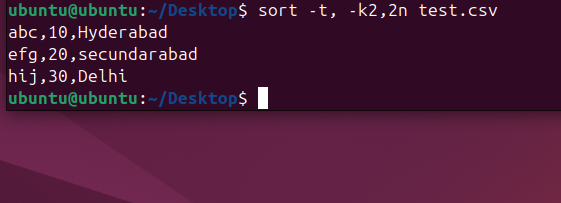 ubuntu@ubuntu:~/Desktop$ sort -t, -k2,2n test.csv
abc,10,Hyderabad
efg,20,secundarabad
hij,30,Delhi
ubuntu@ubuntu:~/Desktop$